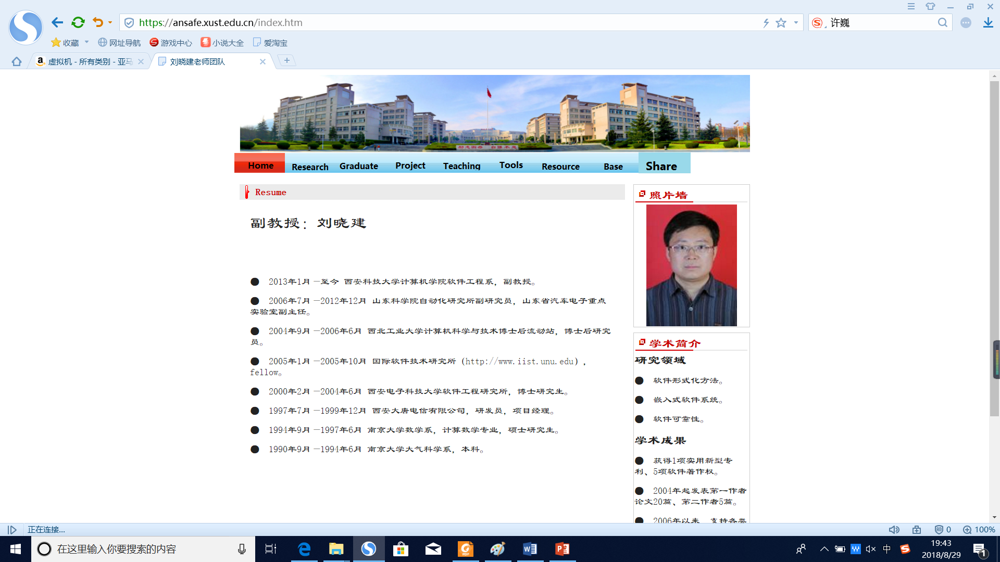 https://ansafe.xust.edu.cn/index.htm
许巍
收藏 网址导航 游戏中心 小说大全 爱淘宝
虚拟机 - 所有类别 - 亚马
刘晓建老师团队
Home Research Graduate Project Teaching Tools Resource Base Share
Resume
副教授：刘晓建
● 2013年1月－至今 西安科技大学计算机学院软件工程系，副教授。
● 2006年7月－2012年12月 山东科学院自动化研究所副研究员，山东省汽车电子重点
实验室副主任。
● 2004年9月－2006年6月 西北工业大学计算机科学与技术博士后流动站，博士后研究
员。
● 2005年1月－2005年10月 国际软件技术研究所（http://www.iist.unu.edu），
fellow。
● 2000年2月－2004年6月 西安电子科技大学软件工程研究所，博士研究生。
● 1997年7月－1999年12月 西安大唐电信有限公司，研发员，项目经理。
● 1994年9月－1997年6月 南京大学数学系，计算数学专业，硕士研究生。
● 1990年9月－1994年6月 南京大学大气科学系，本科。
照片墙
学术简介
研究领域
● 软件形式化方法。
● 嵌入式软件系统。
● 软件可靠性。
学术成果
● 获得1项实用新型专
利、5项软件著作权。
● 2004年起发表第一作者
论文20篇、第二作者5篇。
● 2006年以来，支持各类
正在连接...
0
100%
在这里输入你要搜索的内容
中
19:43
2018/8/29
1